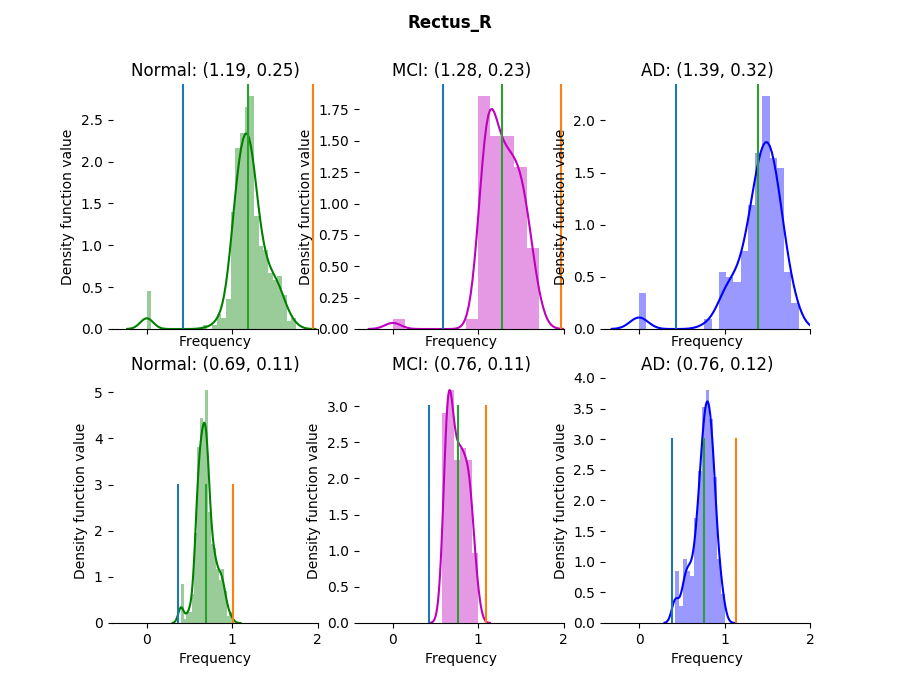 Rectus_R
Normal: (1.19, 0.25)
MCI: (1.28, 0.23)
AD: (1.39, 0.32)
Density function value
2.5
2.0
1.5
1.0
0.5
0.0
Frequency
Density function value
1.75
1.50
1.25
1.00
0.75
0.50
0.25
0.00
Frequency
Density function value
2.0
1.5
1.0
0.5
0.0
Frequency
Normal: (0.69, 0.11)
MCI: (0.76, 0.11)
AD: (0.76, 0.12)
Density function value
5
4
3
2
1
0
0 1 2
Frequency
Density function value
3.0
2.5
2.0
1.5
1.0
0.5
0.0
0 1 2
Frequency
Density function value
4.0
3.5
3.0
2.5
2.0
1.5
1.0
0.5
0.0
0 1 2
Frequency